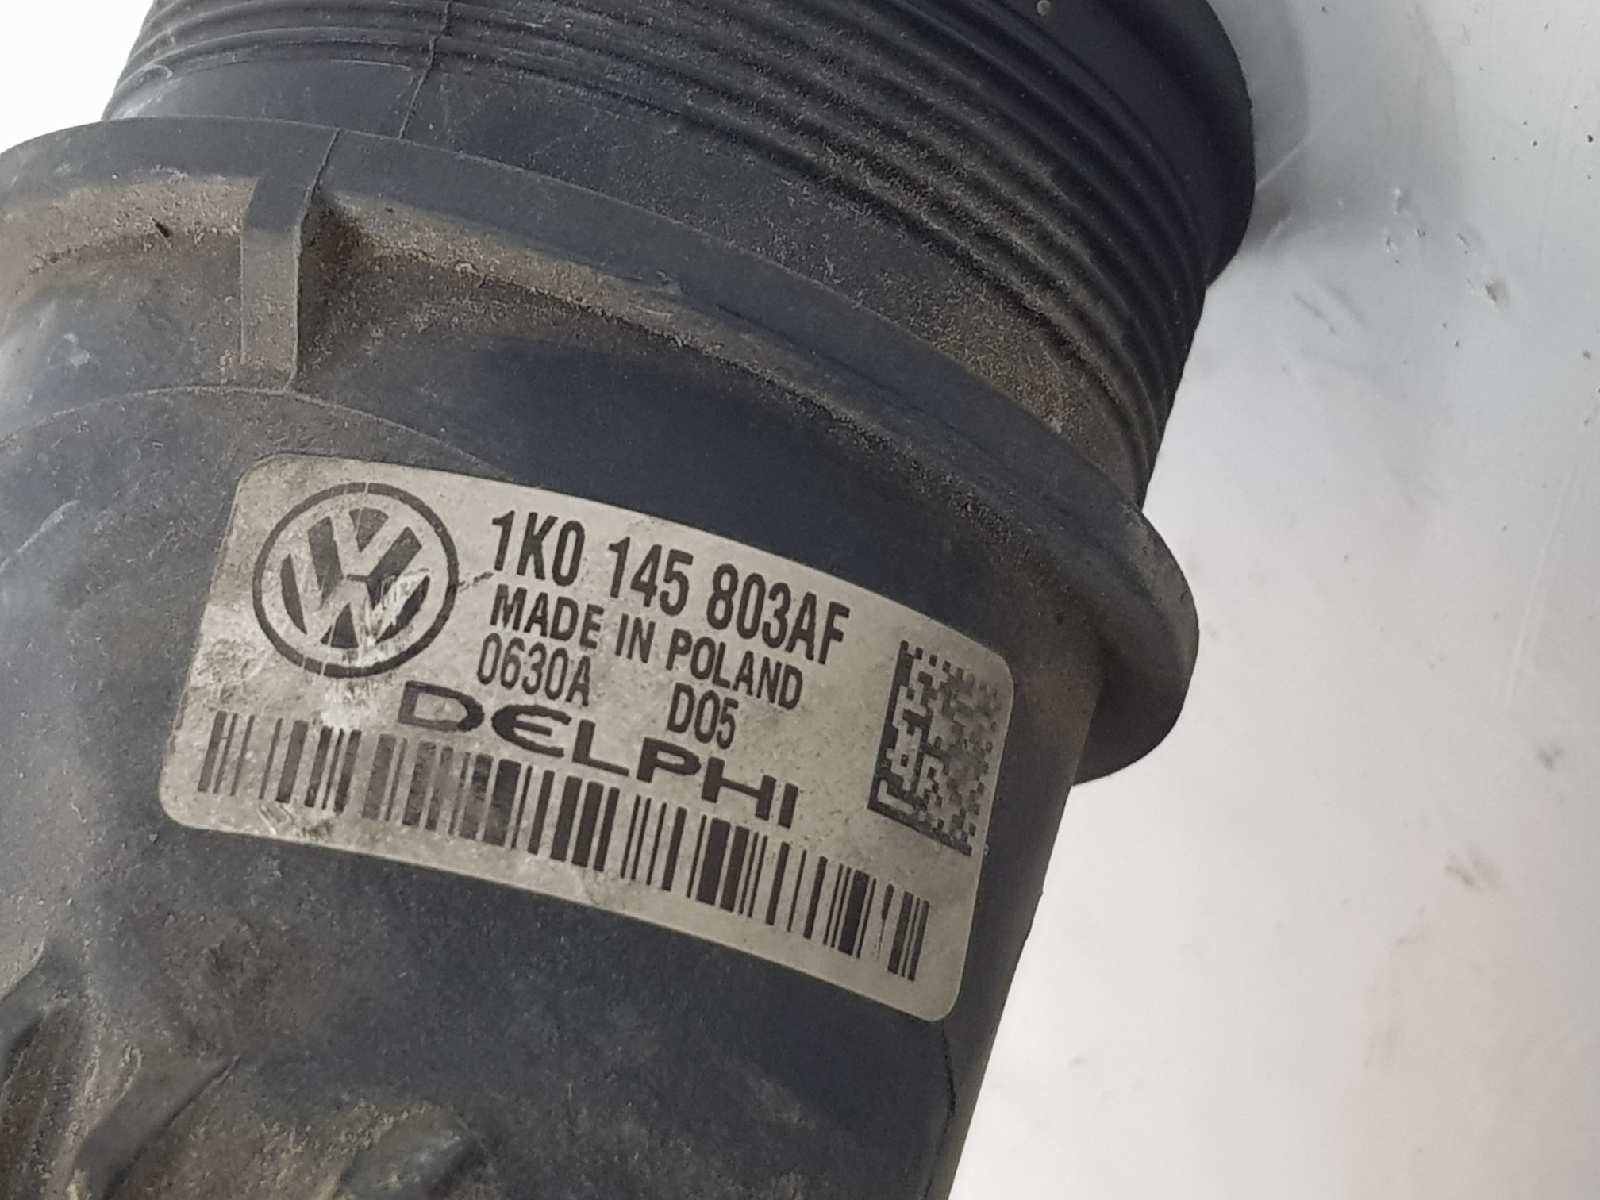 1K0 145 803AF
MADE IN POLAND
0630A D05
DELPHI